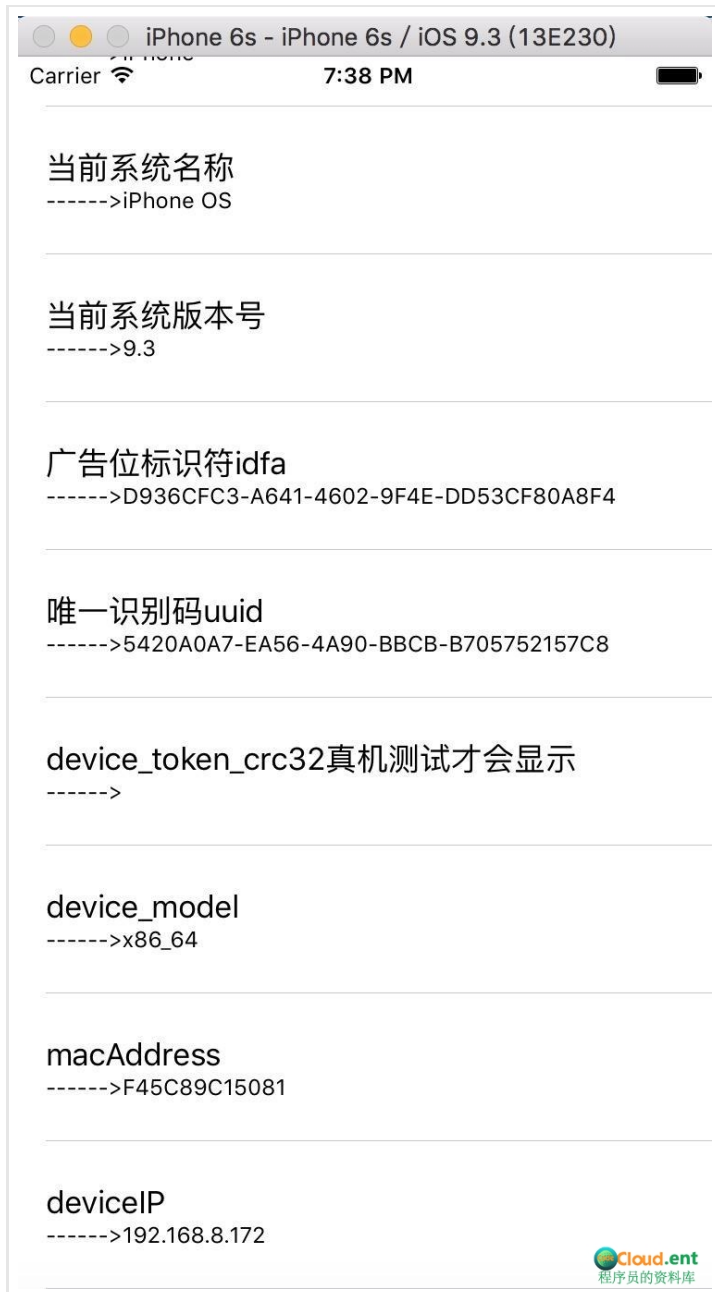 iPhone 6s - iPhone 6s / iOS 9.3 (13E230)
Carrier 7:38 PM
当前系统名称
------>iPhone OS
当前系统版本号
------>9.3
广告位标识符idfa
------>D936CFC3-A641-4602-9F4E-DD53CF80A8F4
唯一识别码uuid
------>5420A0A7-EA56-4A90-BBCB-B705752157C8
device_token_crc32真机测试才会显示
------>
device_model
------>x86_64
macAddress
------>F45C89C15081
deviceIP
------>192.168.8.172
Cloud.ent
程序员的资料库